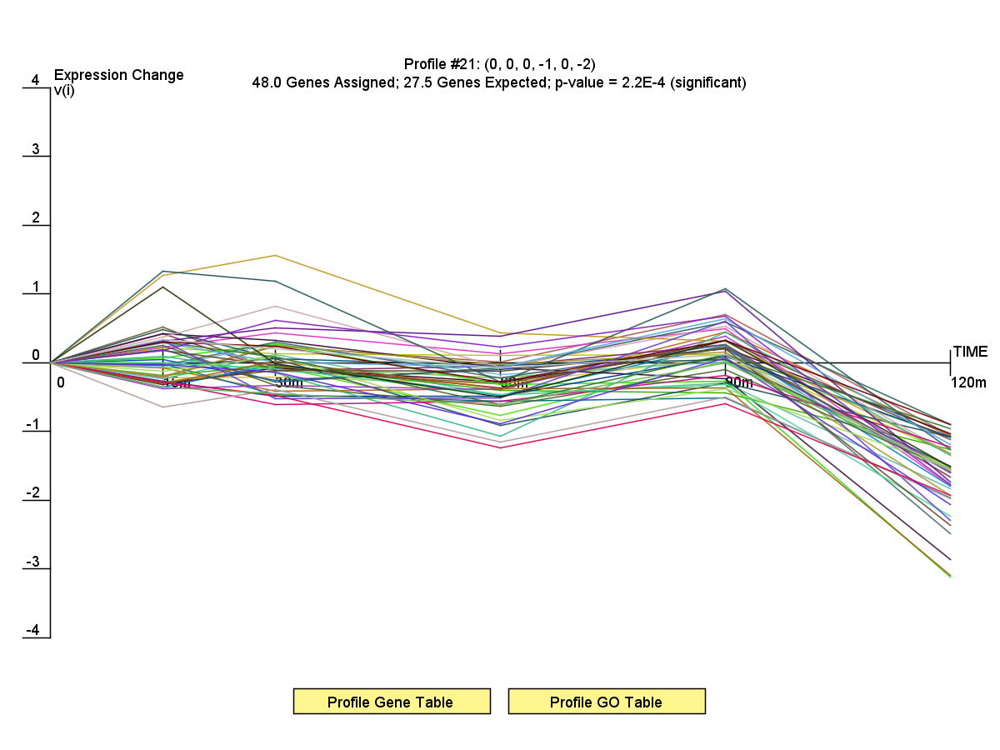 Profile #21: (0, 0, 0, -1, 0, -2)
48.0 Genes Assigned; 27.5 Genes Expected; p-value = 2.2E-4 (significant)
Expression Change
v(i)
4
3
2
1
0
-1
-2
-3
-4
TIME
0 15m 30m 60m 90m 120m
Profile Gene Table Profile GO Table